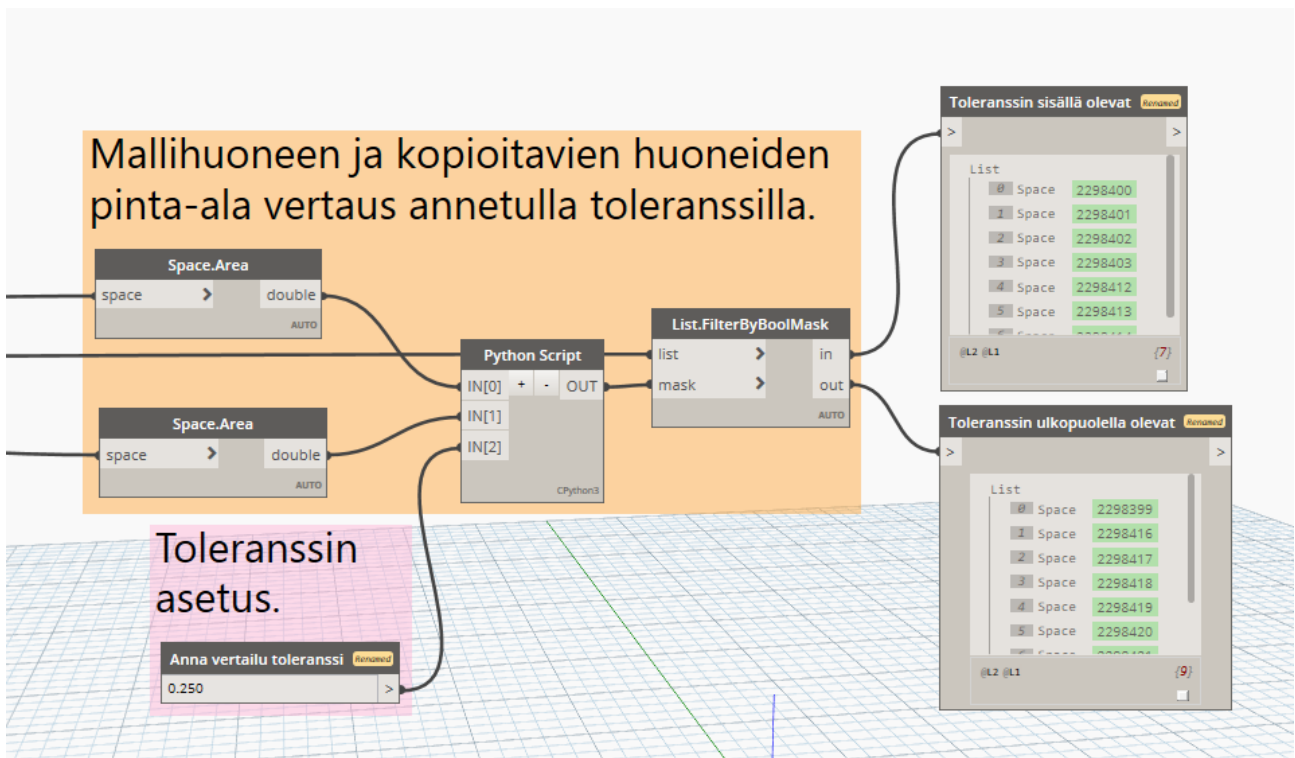 Mallihuoneen ja kopioitavien huoneiden
pinta-ala vertaus annetulla toleranssilla.
Space.Area
space > double
AUTO
Space.Area
space > double
AUTO
Python Script
IN[0] + - OUT
IN[1]
IN[2]
CPython3
List.FilterByBoolMask
list > in
mask > out
AUTO
Toleranssin
asetus.
Anna vertailu toleranssi Renamed
0.250 >
Toleranssin sisällä olevat Renamed
> >
List
0 Space 2298400
1 Space 2298401
2 Space 2298402
3 Space 2298403
4 Space 2298412
5 Space 2298413
@L2 @L1 {7}
Toleranssin ulkopuolella olevat Renamed
> >
List
0 Space 2298399
1 Space 2298416
2 Space 2298417
3 Space 2298418
4 Space 2298419
5 Space 2298420
@L2 @L1 {9}